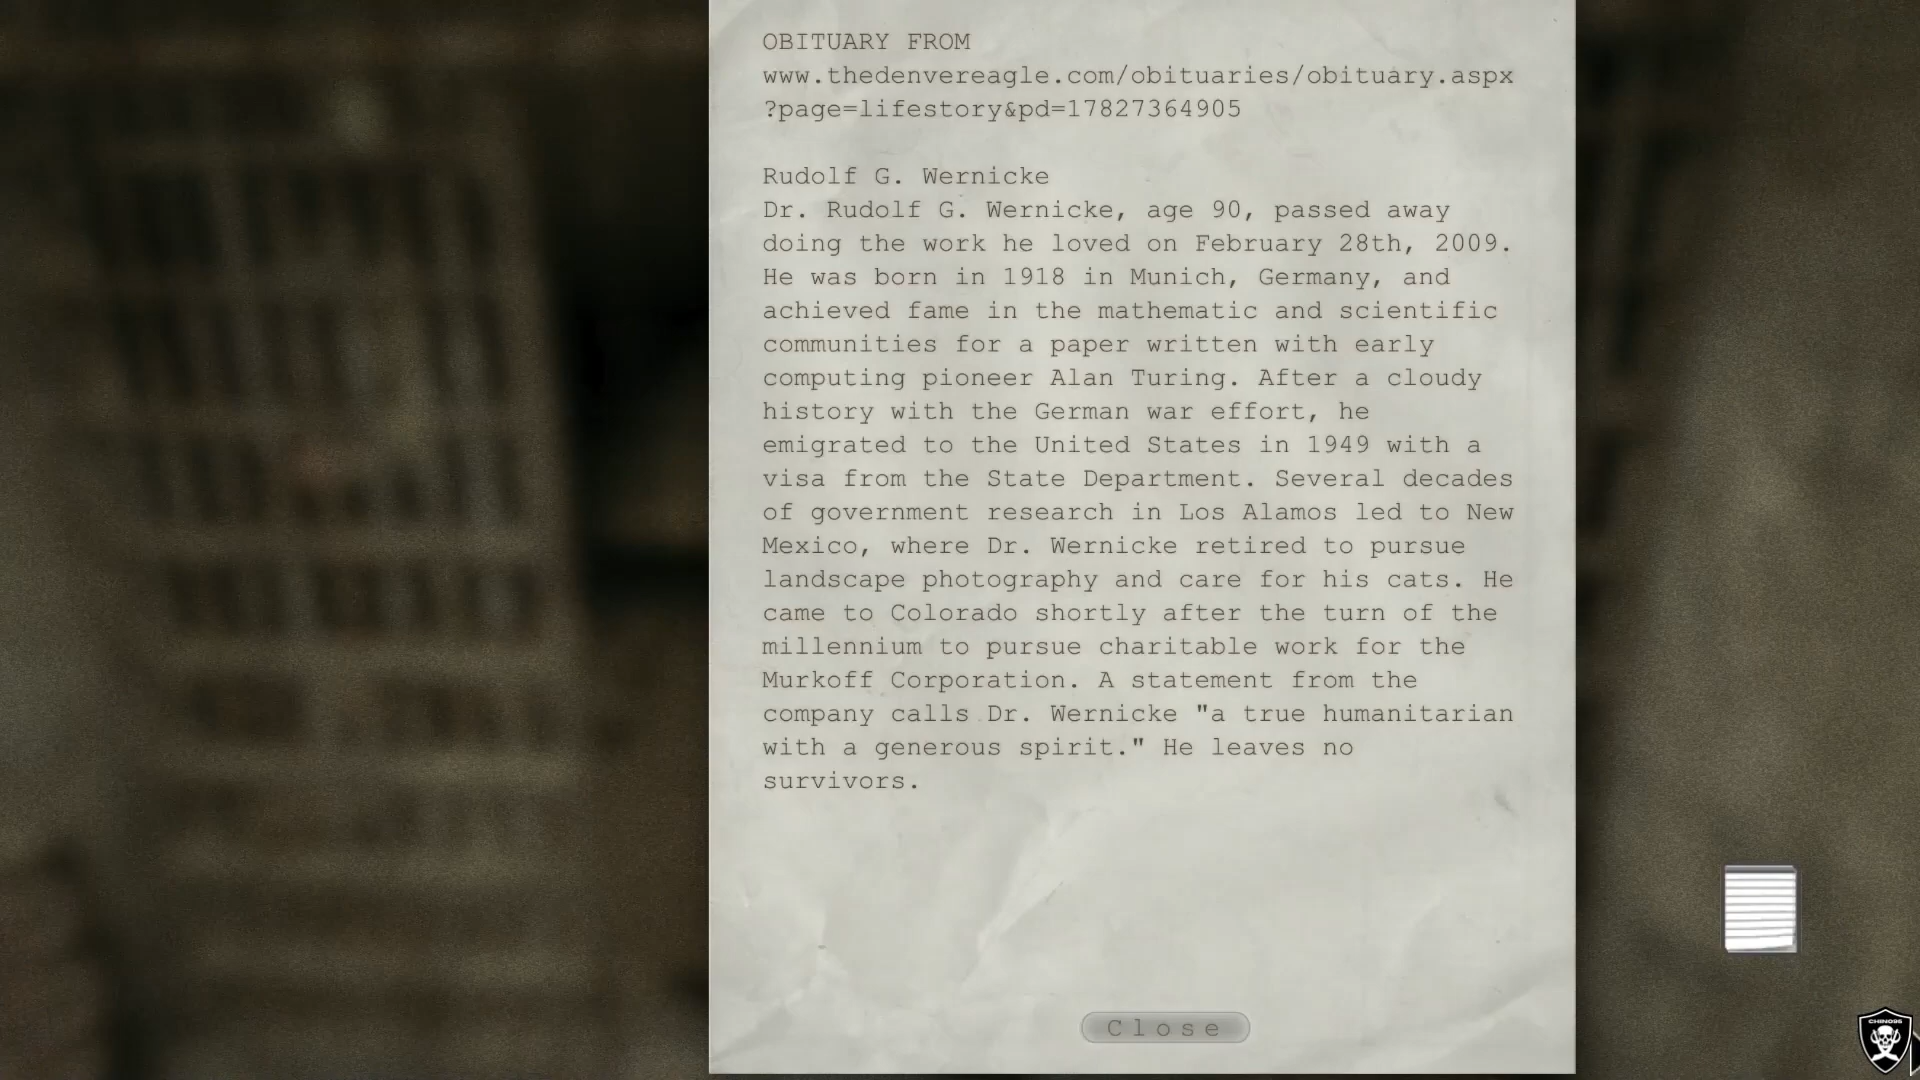 OBITUARY FROM
www.thedenvereagle.com/obituaries/obituary.aspx
?page=lifestory&pd=17827364905
Rudolf G. Wernicke
Dr. Rudolf G. Wernicke, age 90, passed away
doing the work he loved on February 28th, 2009.
He was born in 1918 in Munich, Germany, and
achieved fame in the mathematic and scientific
communities for a paper written with early
computing pioneer Alan Turing. After a cloudy
history with the German war effort, he
emigrated to the United States in 1949 with a
visa from the State Department. Several decades
of government research in Los Alamos led to New
Mexico, where Dr. Wernicke retired to pursue
landscape photography and care for his cats. He
came to Colorado shortly after the turn of the
millennium to pursue charitable work for the
Murkoff Corporation. A statement from the
company calls Dr. Wernicke "a true humanitarian
with a generous spirit." He leaves no
survivors.
Close
CHINO96